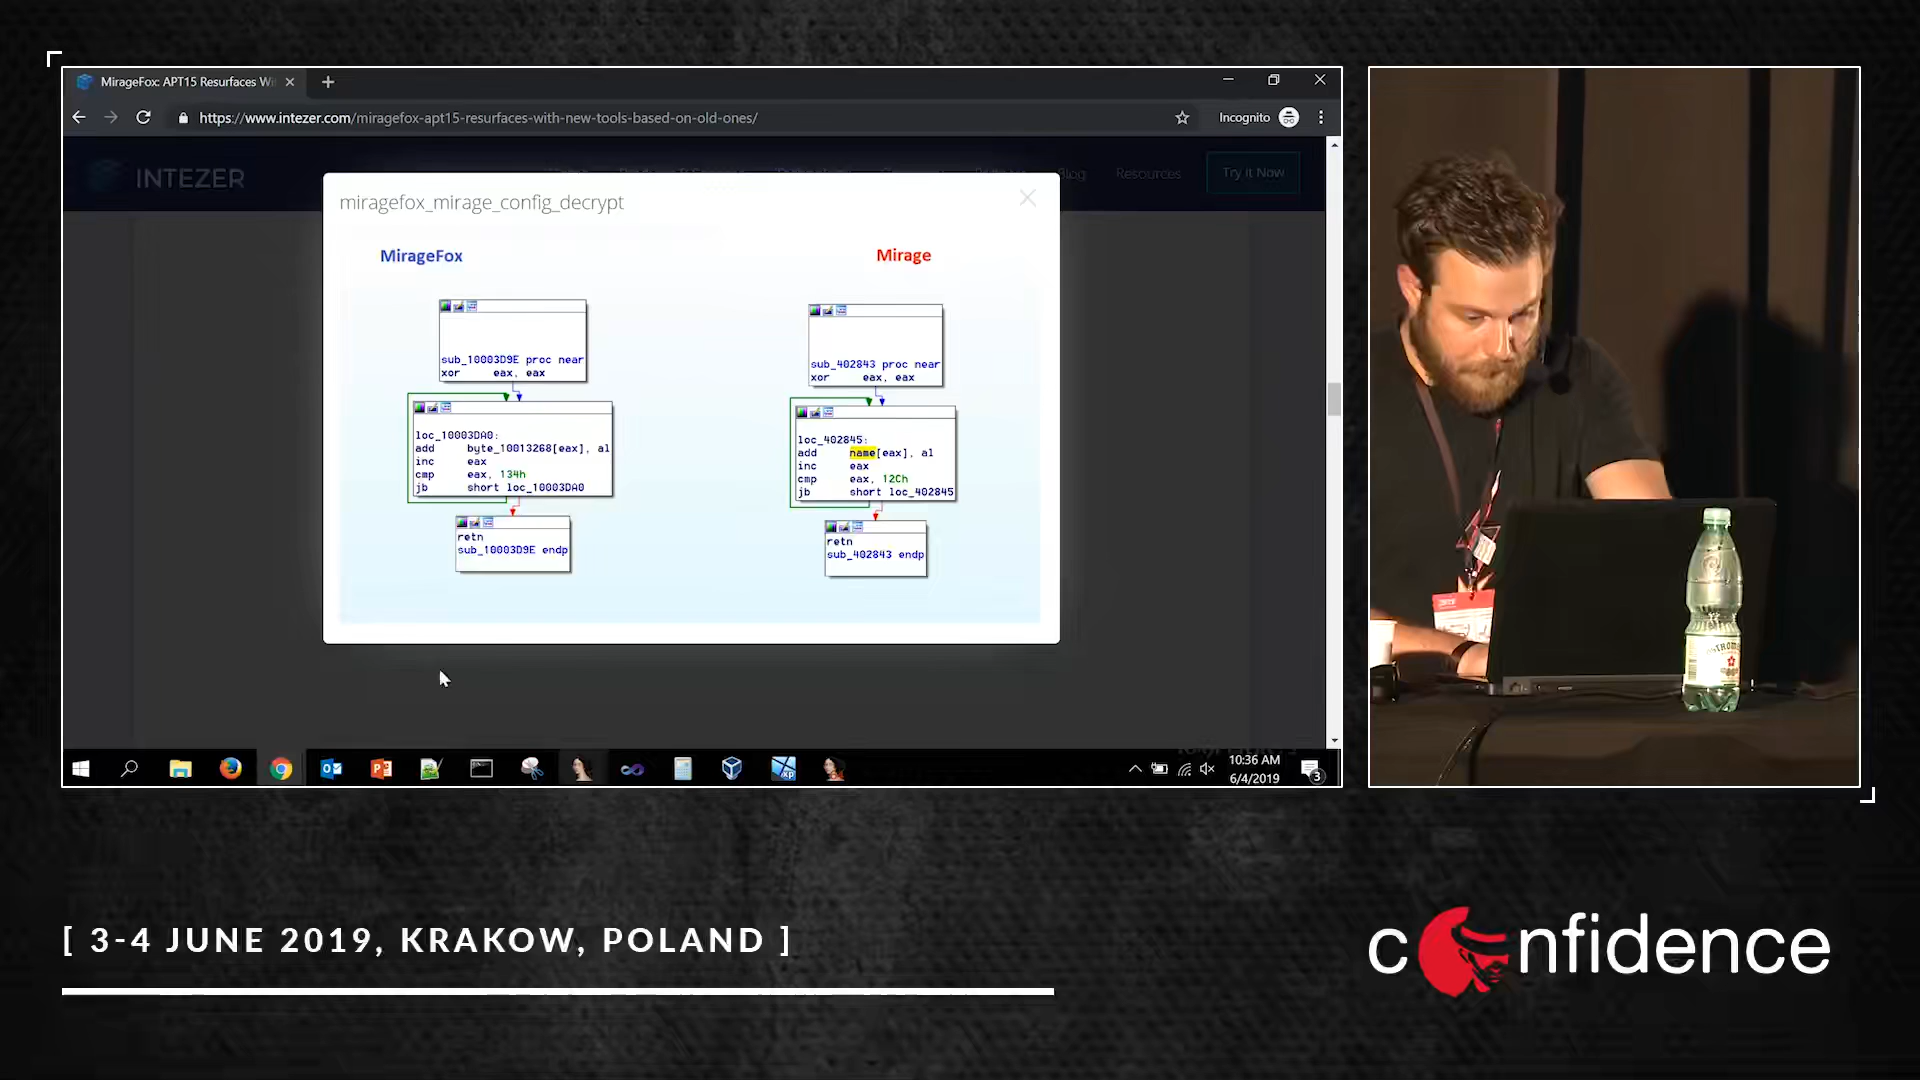 MirageFox: APT15 Resurfaces Wi
https://www.intezer.com/miragefox-apt15-resurfaces-with-new-tools-based-on-old-ones/
Incognito
INTEZER
Blog
Resources
Try it Now
miragefox_mirage_config_decrypt
MirageFox
Mirage
sub_10003D9E proc near
xor eax, eax
loc_10003DA0:
add byte_10013268[eax], al
inc eax
cmp eax, 134h
jb short loc_10003DA0
retn
sub_10003D9E endp
sub_402843 proc near
xor eax, eax
loc_402845:
add name[eax], al
inc eax
cmp eax, 12Ch
jb short loc_402845
retn
sub_402843 endp
xp
10:36 AM
6/4/2019
3
[ 3-4 JUNE 2019, KRAKOW, POLAND ]
confidence